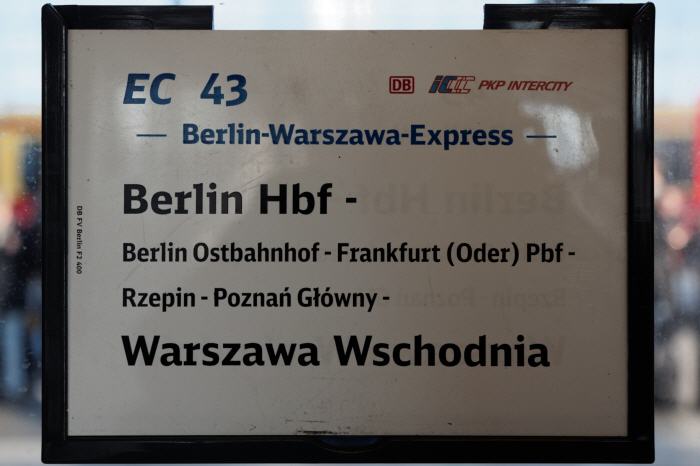 EC 43
DB iC PKP INTERCITY
— Berlin-Warszawa-Express —
Berlin Hbf -
Berlin Ostbahnhof - Frankfurt (Oder) Pbf -
Rzepin - Poznań Główny -
Warszawa Wschodnia
DB FV Berlin F2 400